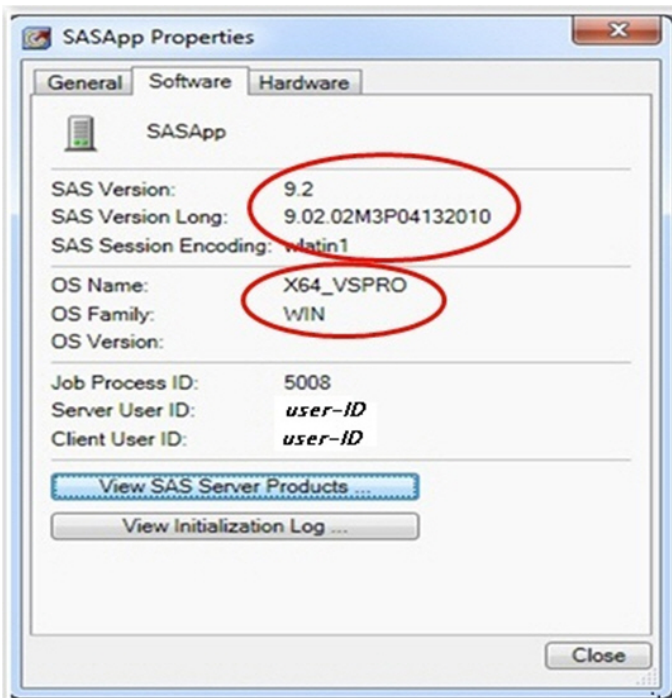 SASApp Properties
General Software Hardware
SASApp
SAS Version: 9.2
SAS Version Long: 9.02.02M3P04132010
SAS Session Encoding: wlatin1
OS Name: X64_VSPRO
OS Family: WIN
OS Version:
Job Process ID: 5008
Server User ID: user-ID
Client User ID: user-ID
View SAS Server Products ...
View Initialization Log ...
Close